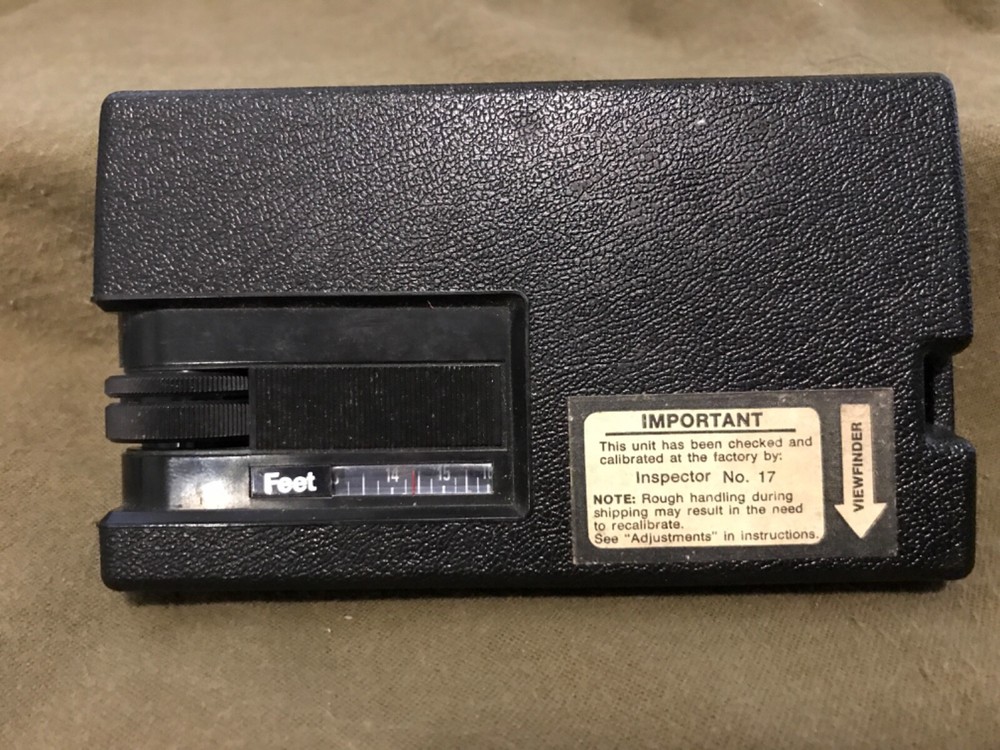 IMPORTANT
This unit has been checked and
calibrated at the factory by:
Inspector No. 17
NOTE: Rough handling during
shipping may result in the need
to recalibrate.
See "Adjustments" in instructions.
VIEWFINDER
Feet 14 15